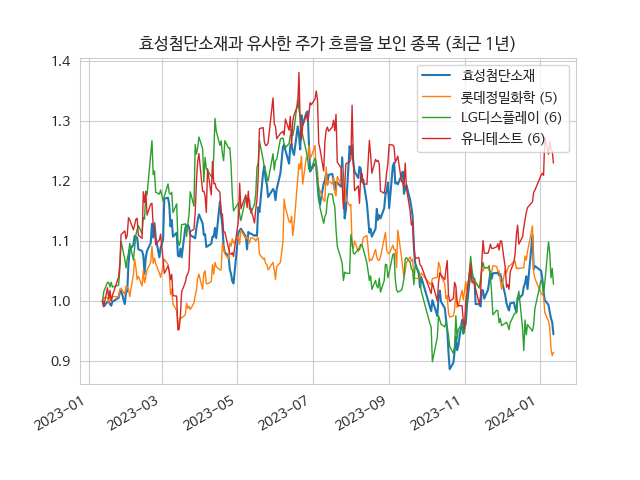 효성첨단소재과 유사한 주가 흐름을 보인 종목 (최근 1년)
효성첨단소재
롯데정밀화학 (5)
LG디스플레이 (6)
유니테스트 (6)
1.4
1.3
1.2
1.1
1.0
0.9
2023-01
2023-03
2023-05
2023-07
2023-09
2023-11
2024-01